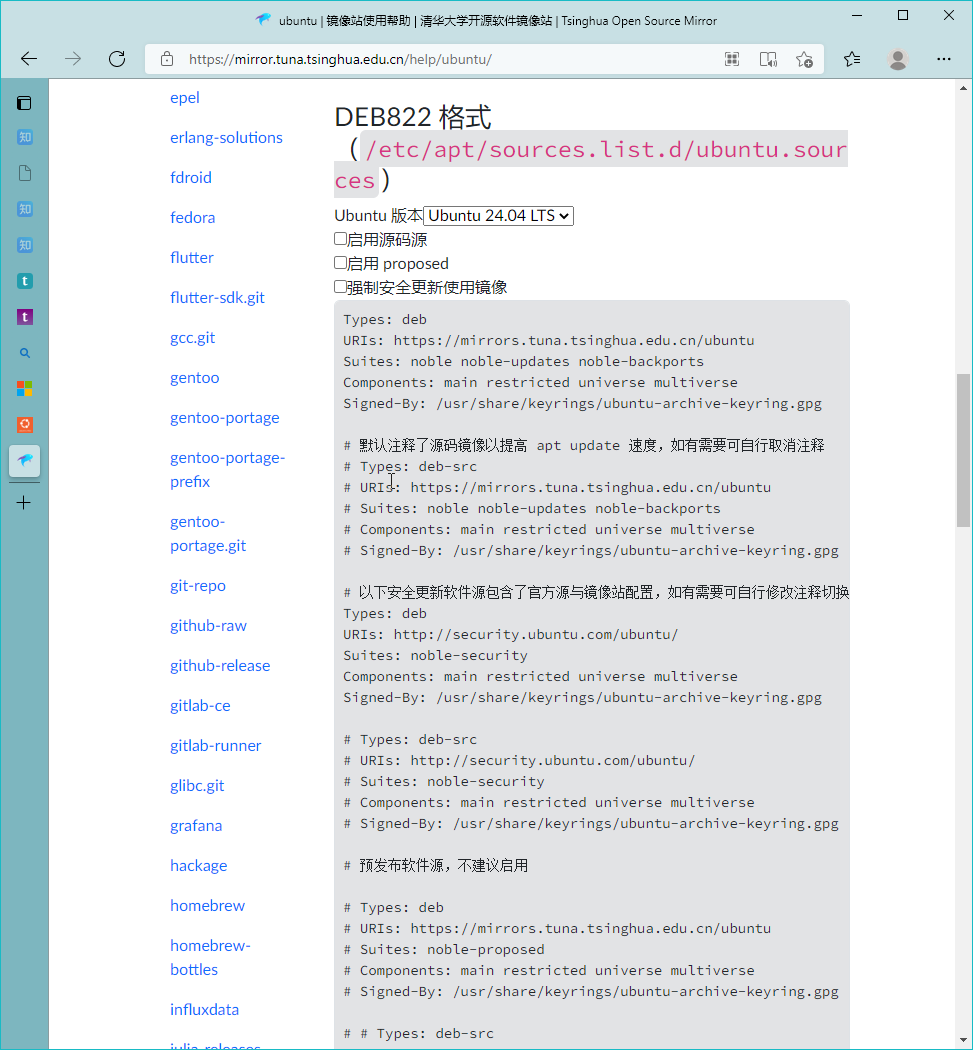 ubuntu | 镜像站使用帮助 | 清华大学开源软件镜像站 | Tsinghua Open Source Mirror
https://mirror.tuna.tsinghua.edu.cn/help/ubuntu/
知
知
知
t
t
epel
erlang-solutions
fdroid
fedora
flutter
flutter-sdk.git
gcc.git
gentoo
gentoo-portage
gentoo-portage-
prefix
gentoo-
portage.git
git-repo
github-raw
github-release
gitlab-ce
gitlab-runner
glibc.git
grafana
hackage
homebrew
homebrew-
bottles
influxdata
julia-releases
DEB822 格式
（/etc/apt/sources.list.d/ubuntu.sour
ces）
Ubuntu 版本 Ubuntu 24.04 LTS
启用源码源
启用 proposed
强制安全更新使用镜像
Types: deb
URIs: https://mirrors.tuna.tsinghua.edu.cn/ubuntu
Suites: noble noble-updates noble-backports
Components: main restricted universe multiverse
Signed-By: /usr/share/keyrings/ubuntu-archive-keyring.gpg
# 默认注释了源码镜像以提高 apt update 速度，如有需要可自行取消注释
# Types: deb-src
# URIs: https://mirrors.tuna.tsinghua.edu.cn/ubuntu
# Suites: noble noble-updates noble-backports
# Components: main restricted universe multiverse
# Signed-By: /usr/share/keyrings/ubuntu-archive-keyring.gpg
# 以下安全更新软件源包含了官方源与镜像站配置，如有需要可自行修改注释切换
Types: deb
URIs: http://security.ubuntu.com/ubuntu/
Suites: noble-security
Components: main restricted universe multiverse
Signed-By: /usr/share/keyrings/ubuntu-archive-keyring.gpg
# Types: deb-src
# URIs: http://security.ubuntu.com/ubuntu/
# Suites: noble-security
# Components: main restricted universe multiverse
# Signed-By: /usr/share/keyrings/ubuntu-archive-keyring.gpg
# 预发布软件源，不建议启用
# Types: deb
# URIs: https://mirrors.tuna.tsinghua.edu.cn/ubuntu
# Suites: noble-proposed
# Components: main restricted universe multiverse
# Signed-By: /usr/share/keyrings/ubuntu-archive-keyring.gpg
# # Types: deb-src